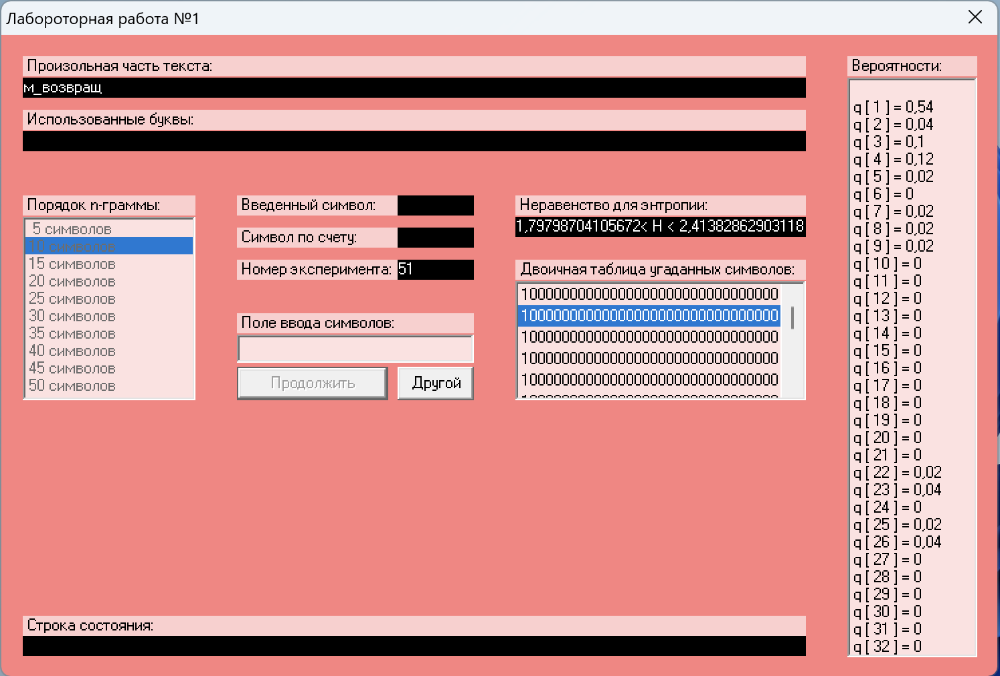 Лабороторная работа №1
Произольная часть текста:
м_возвращ
Использованные буквы:
Порядок n-граммы:
5 символов
10 символов
15 символов
20 символов
25 символов
30 символов
35 символов
40 символов
45 символов
50 символов
Введенный символ:
Символ по счету:
Номер эксперимента: 51
Поле ввода символов:
Продолжить
Другой
Неравенство для энтропии:
1,79798704105672< H < 2,41382862903118
Двоичная таблица угаданных символов:
10000000000000000000000000000000
10000000000000000000000000000000
10000000000000000000000000000000
10000000000000000000000000000000
10000000000000000000000000000000
Строка состояния:
Вероятности:
q [ 1 ] = 0,54
q [ 2 ] = 0,04
q [ 3 ] = 0,1
q [ 4 ] = 0,12
q [ 5 ] = 0,02
q [ 6 ] = 0
q [ 7 ] = 0,02
q [ 8 ] = 0,02
q [ 9 ] = 0,02
q [ 10 ] = 0
q [ 11 ] = 0
q [ 12 ] = 0
q [ 13 ] = 0
q [ 14 ] = 0
q [ 15 ] = 0
q [ 16 ] = 0
q [ 17 ] = 0
q [ 18 ] = 0
q [ 19 ] = 0
q [ 20 ] = 0
q [ 21 ] = 0
q [ 22 ] = 0,02
q [ 23 ] = 0,04
q [ 24 ] = 0
q [ 25 ] = 0,02
q [ 26 ] = 0,04
q [ 27 ] = 0
q [ 28 ] = 0
q [ 29 ] = 0
q [ 30 ] = 0
q [ 31 ] = 0
q [ 32 ] = 0